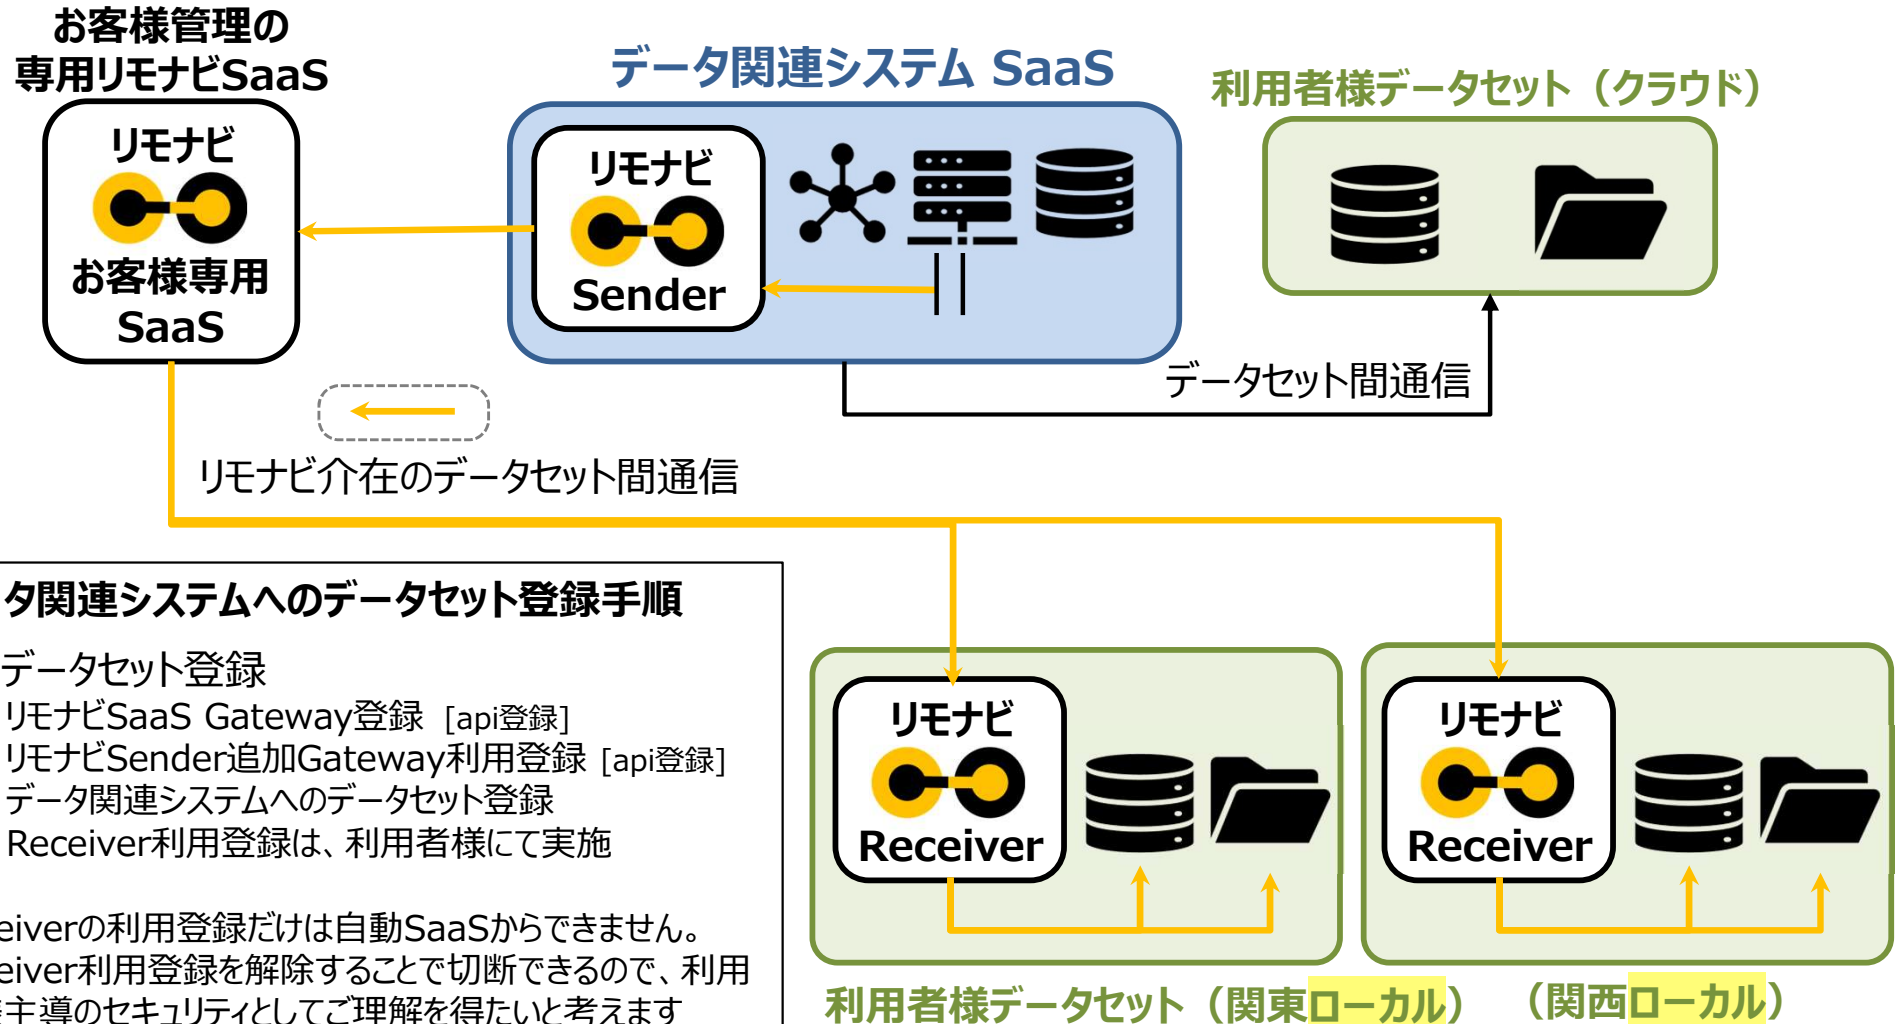 お客様管理の
専用リモナビSaaS
リモナビ
お客様専用
SaaS
データ関連システム SaaS
リモナビ
Sender
利用者様データセット（クラウド）
データセット間通信
リモナビ介在のデータセット間通信
タ関連システムへのデータセット登録手順
データセット登録
リモナビSaaS Gateway登録 [api登録]
リモナビSender追加Gateway利用登録 [api登録]
データ関連システムへのデータセット登録
Receiver利用登録は、利用者様にて実施
eiverの利用登録だけは自動SaaSからできません。
eiver利用登録を解除することで切断できるので、利用
主導のセキュリティとしてご理解を得たいと考えます
リモナビ
Receiver
利用者様データセット（関東ローカル）
リモナビ
Receiver
（関西ローカル）